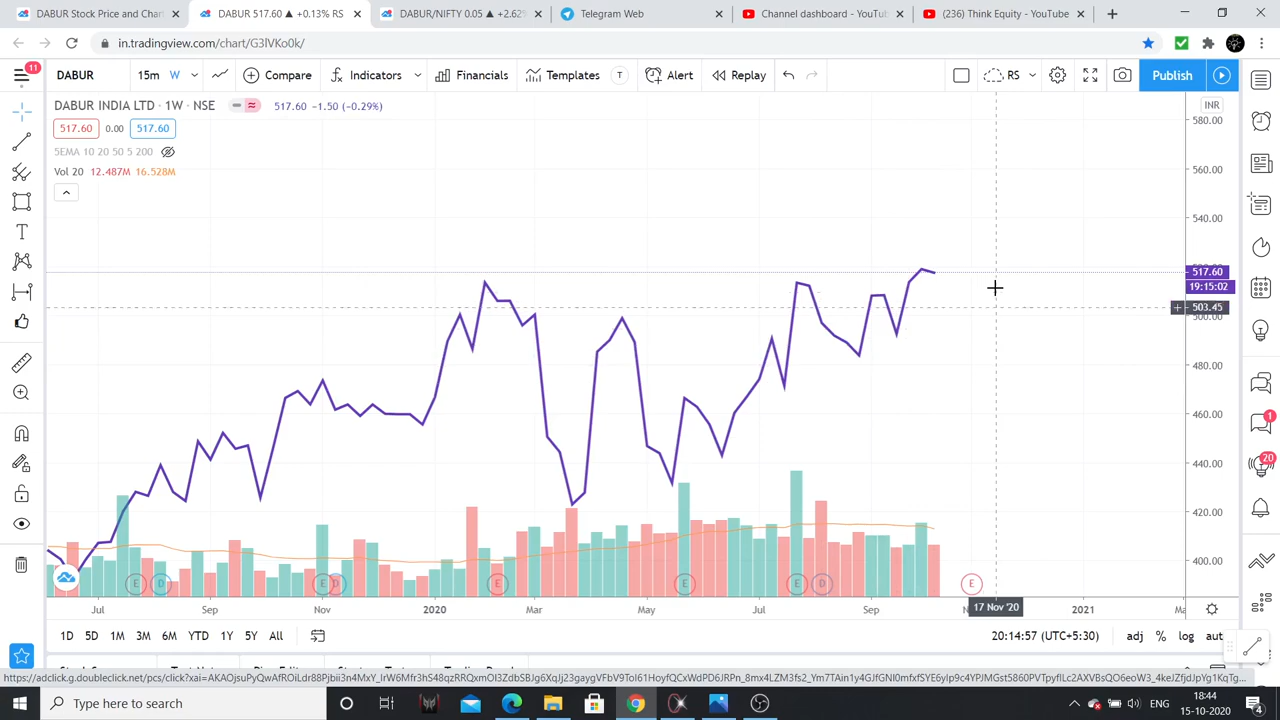 DABUR Stock Price and Chart
DABUR 517.60 ▲ +0.13% RS
DABUR/NIFTY 0.05 ▲ +2.62%
Telegram Web
Channel dashboard - YouTu
(236) Think Equity - YouTube
in.tradingview.com/chart/G3lVKo0k/
11
DABUR
15m
W
Compare
Indicators
Financials
Templates
T
Alert
Replay
RS
Publish
DABUR INDIA LTD · 1W · NSE
517.60 −1.50 (−0.29%)
INR
517.60
0.00
517.60
5EMA 10 20 50 5 200
Vol 20 12.487M 16.528M
580.00
560.00
540.00
517.60
19:15:02
503.45
500.00
480.00
460.00
440.00
420.00
400.00
1
20
E
D
E
D
E
E
E
D
E
Jul
Sep
Nov
2020
Mar
May
Jul
Sep
17 Nov '20
2021
1D
5D
1M
3M
6M
YTD
1Y
5Y
All
20:14:57 (UTC+5:30)
adj
%
log
Type here to search
ENG
18:44
15-10-2020
4